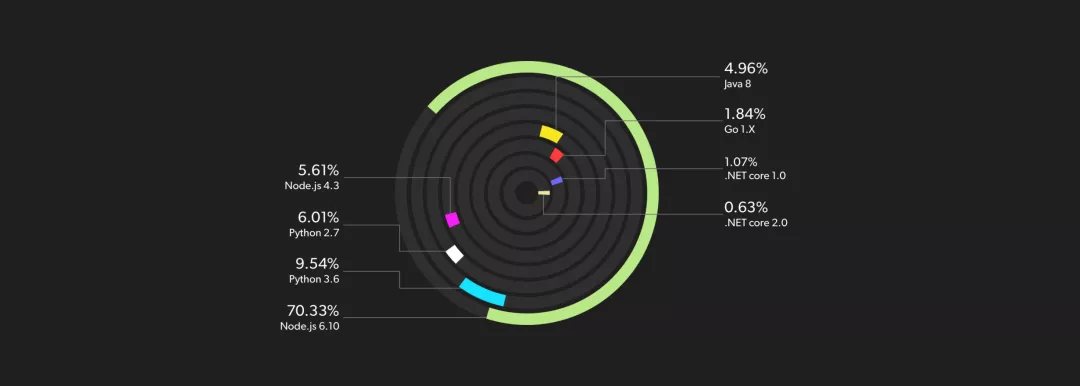 5.61%
Node.js 4.3
6.01%
Python 2.7
9.54%
Python 3.6
70.33%
Node.js 6.10
4.96%
Java 8
1.84%
Go 1.X
1.07%
.NET core 1.0
0.63%
.NET core 2.0